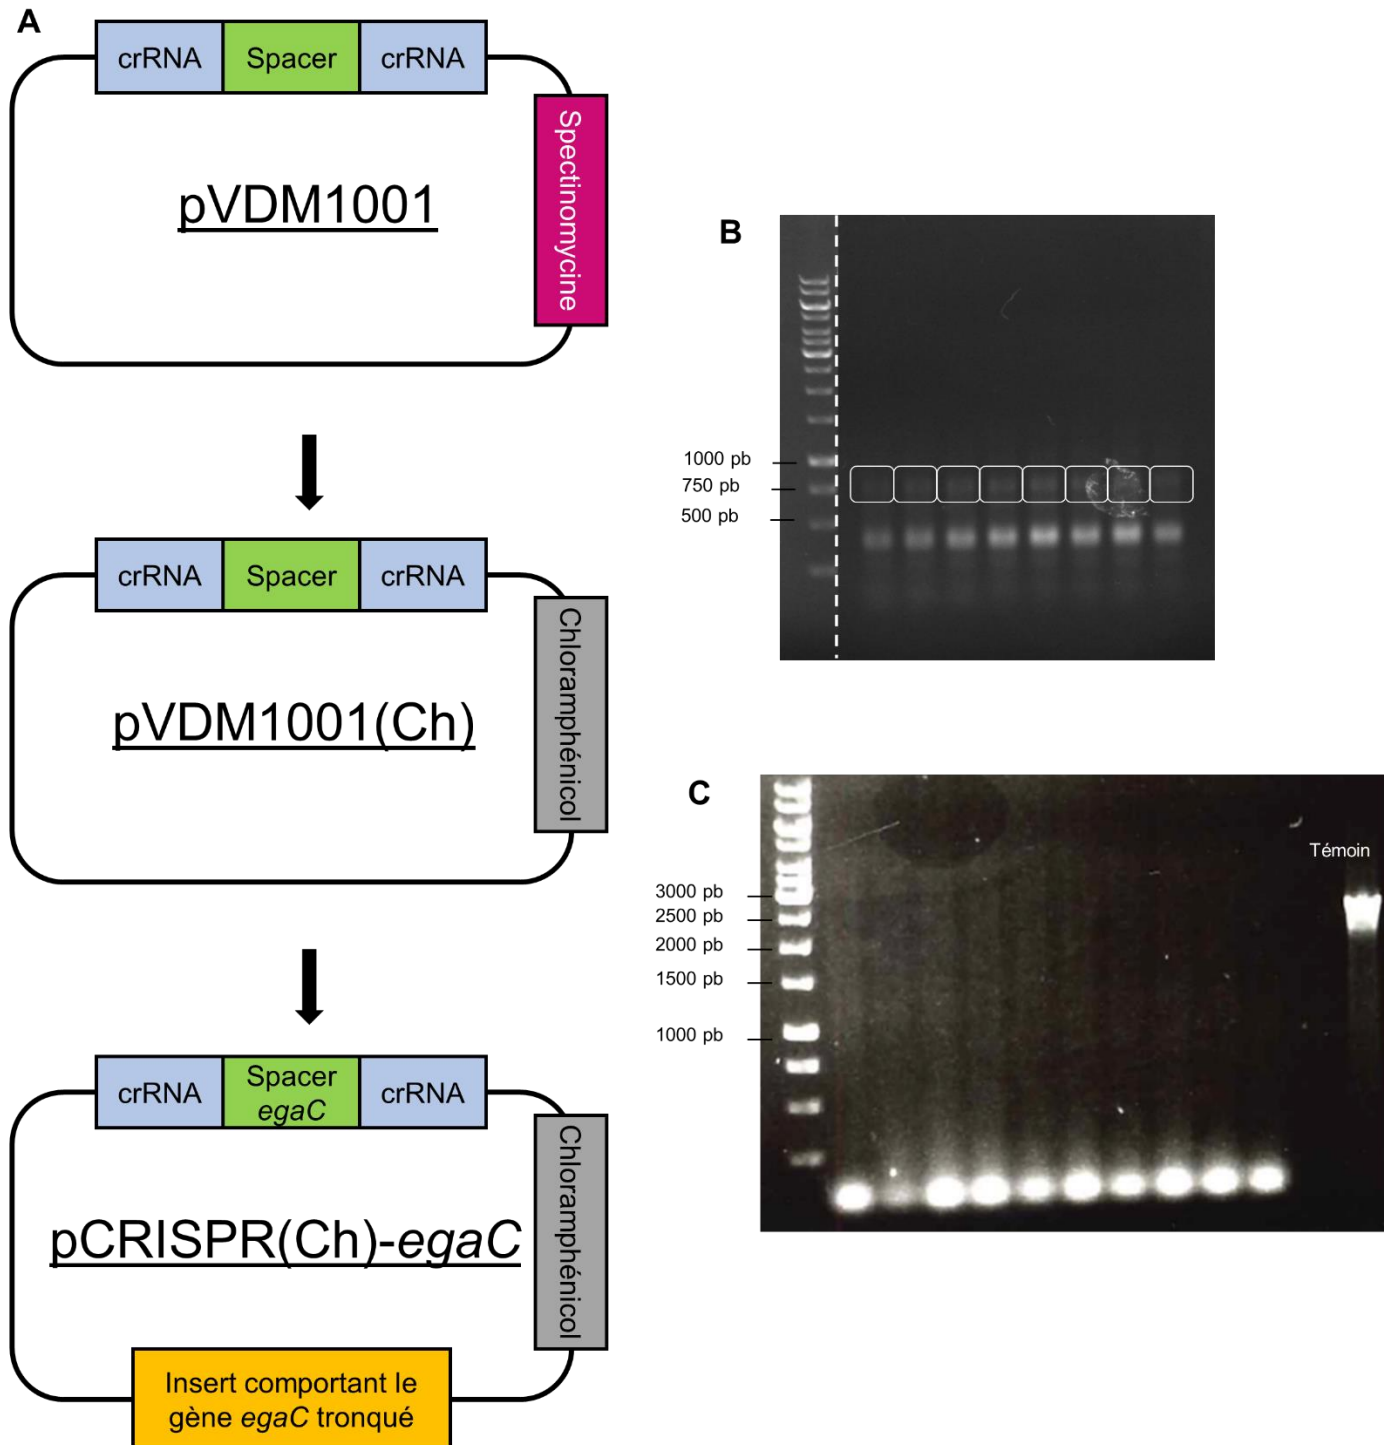 A
crRNA
Spacer
crRNA
Spectinomycine
pVDM1001
crRNA
Spacer
crRNA
Chloramphénicol
pVDM1001(Ch)
crRNA
Spacer
egaC
crRNA
Chloramphénicol
pCRISPR(Ch)-egaC
Insert comportant le
gène egaC tronqué
B
1000 pb
750 pb
500 pb
C
Témoin
3000 pb
2500 pb
2000 pb
1500 pb
1000 pb